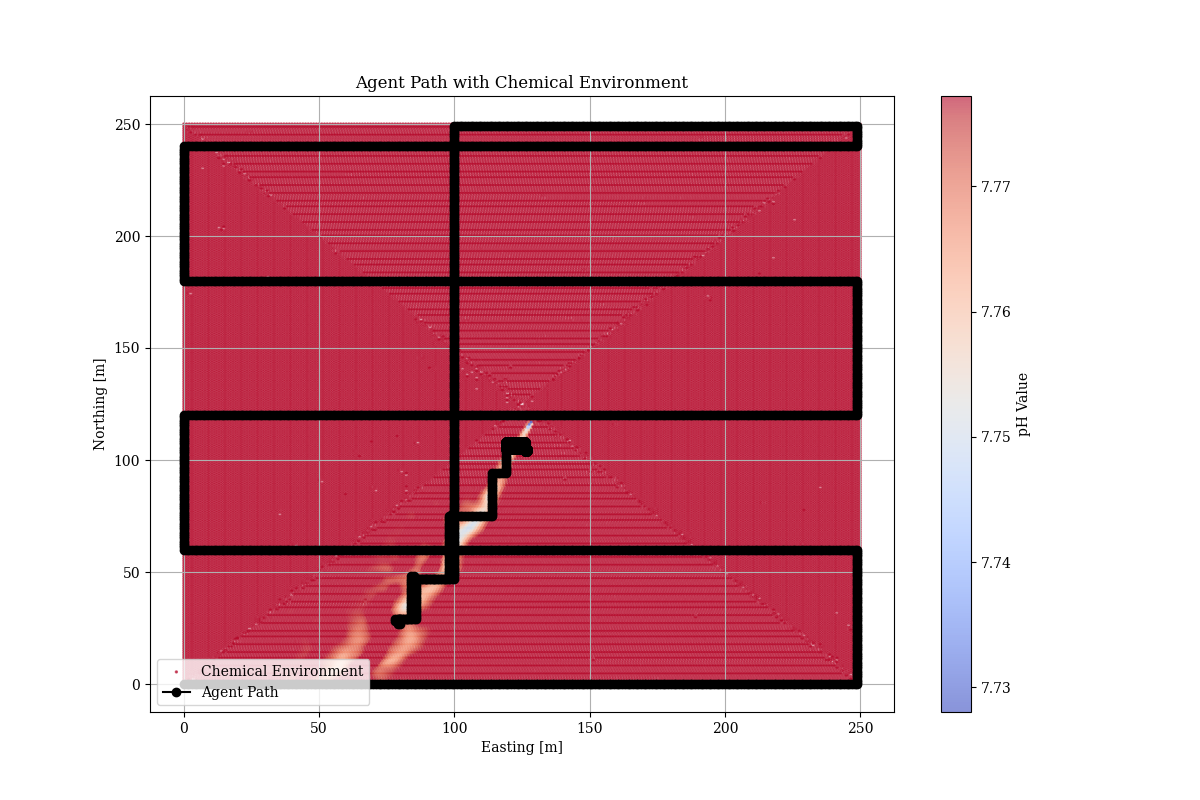 Agent Path with Chemical Environment
250
200
150
100
50
0
Northing [m]
0
50
100
150
200
250
Easting [m]
Chemical Environment
Agent Path
7.77
7.76
7.75
7.74
7.73
pH Value